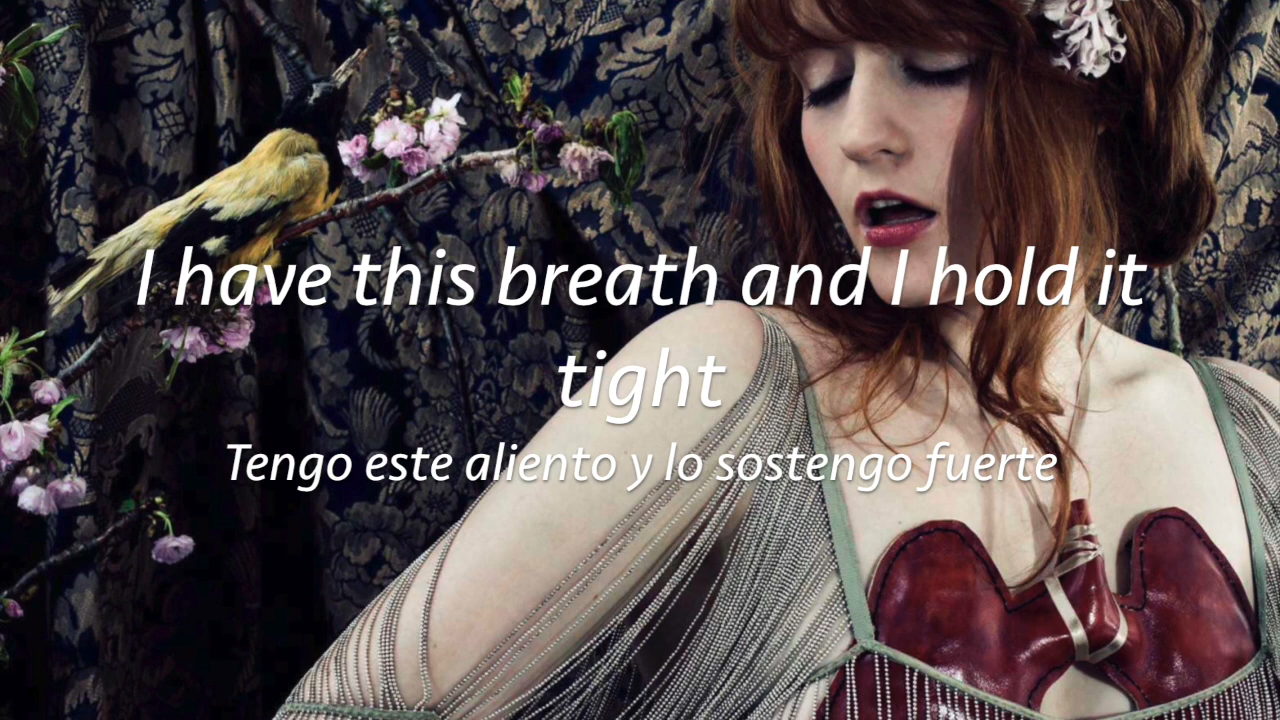 I have this breath and I hold it
tight
Tengo este aliento y lo sostengo fuerte